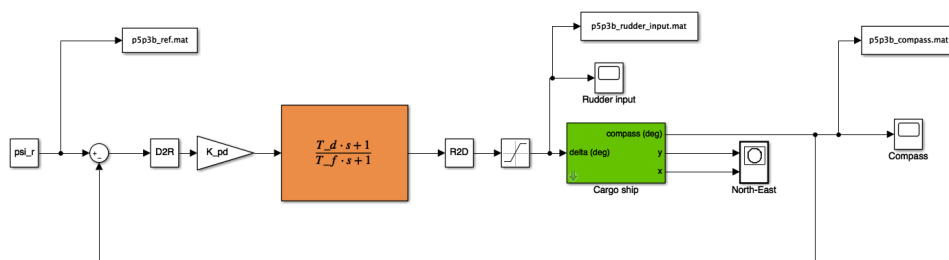 p5p3b_ref.mat
p5p3b_rudder_input.mat
p5p3b_compass.mat
Rudder input
psi_r
+
−
D2R
K_pd
T_d · s + 1
T_f · s + 1
R2D
compass (deg)
delta (deg)
y
x
Cargo ship
North-East
Compass